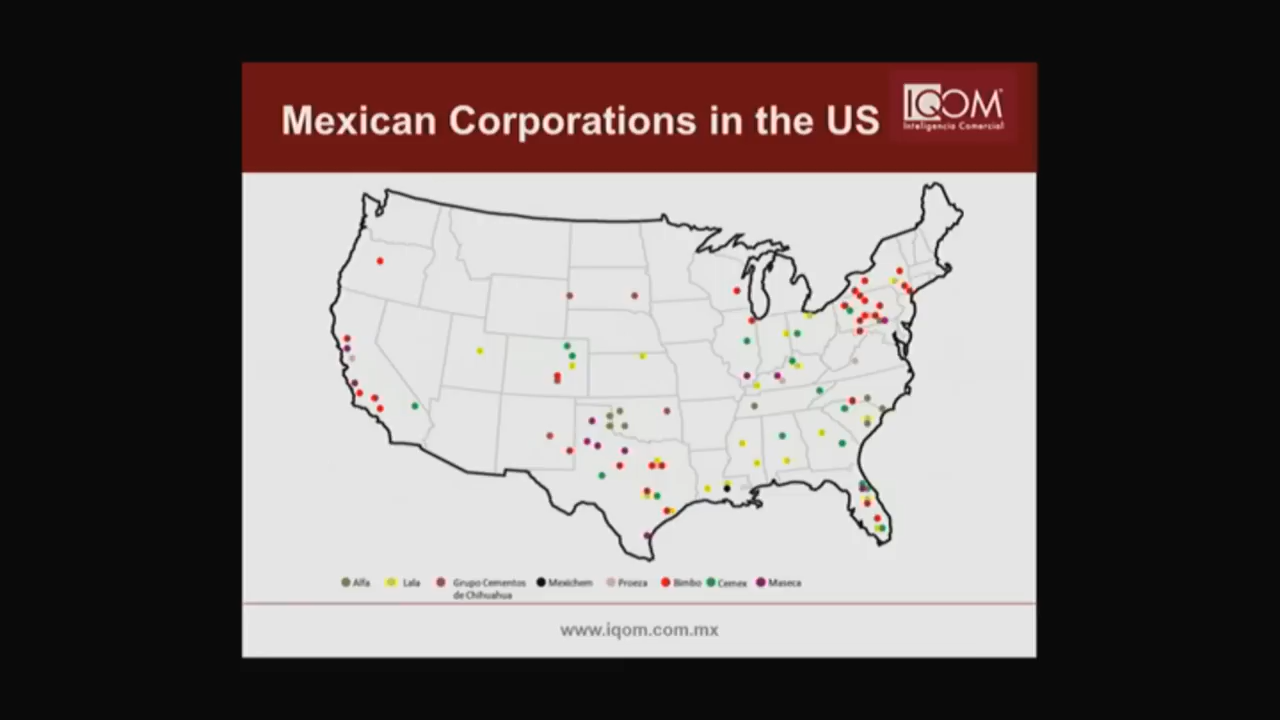 Mexican Corporations in the US
IQOM
Inteligencia Comercial
Alfa
Lala
Grupo Cementos
de Chihuahua
Mexichem
Proeza
Bimbo
Cemex
Maseca
www.iqom.com.mx